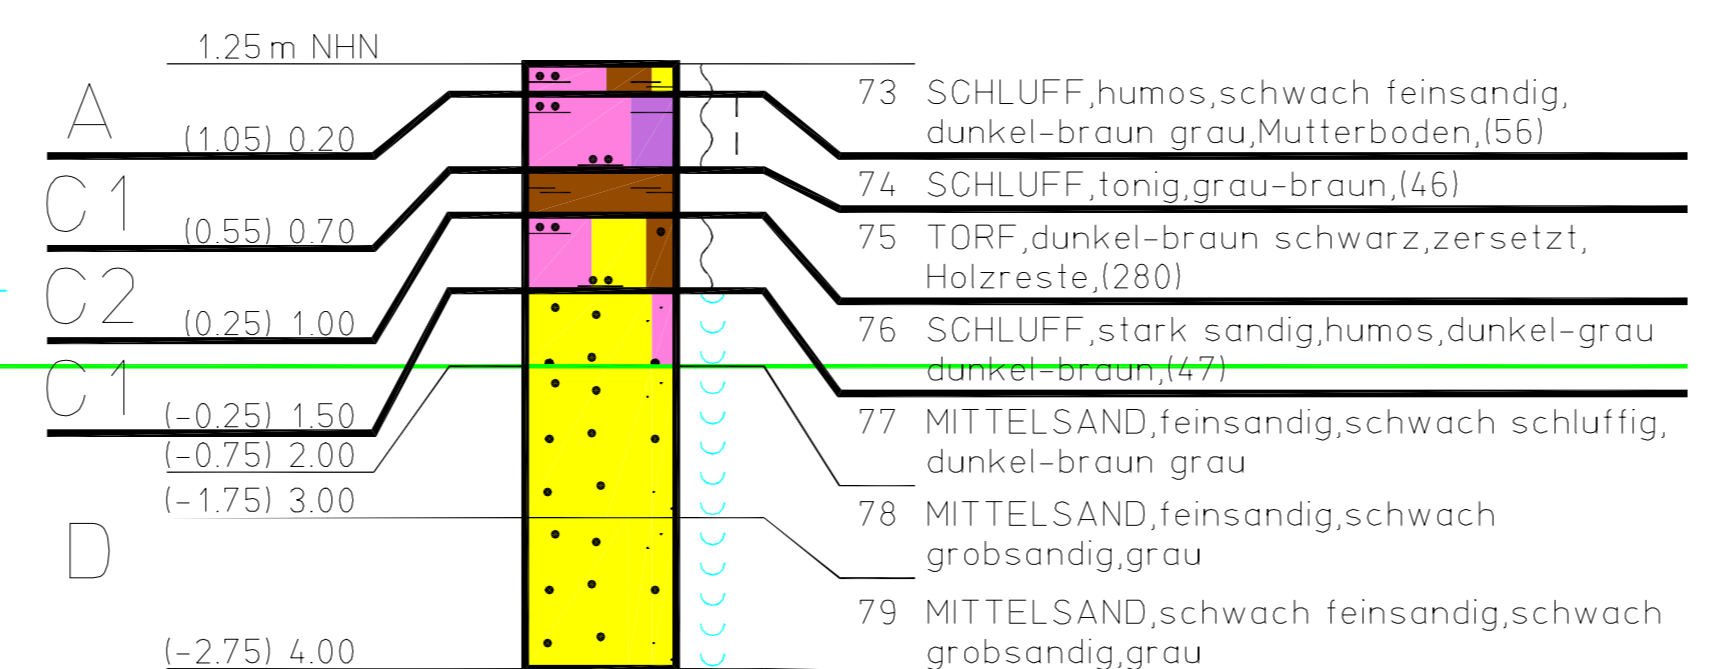 1.25 m NHN
A
(1.05) 0.20
73 SCHLUFF,humos,schwach feinsandig,
dunkel-braun grau,Mutterboden,(56)
C1
(0.55) 0.70
74 SCHLUFF,tonig,grau-braun,(46)
C2
(0.25) 1.00
75 TORF,dunkel-braun schwarz,zersetzt,
Holzreste,(280)
C1
(-0.25) 1.50
76 SCHLUFF,stark sandig,humos,dunkel-grau
dunkel-braun,(47)
(-0.75) 2.00
77 MITTELSAND,feinsandig,schwach schluffig,
dunkel-braun grau
(-1.75) 3.00
78 MITTELSAND,feinsandig,schwach
grobsandig,grau
D
(-2.75) 4.00
79 MITTELSAND,schwach feinsandig,schwach
grobsandig,grau